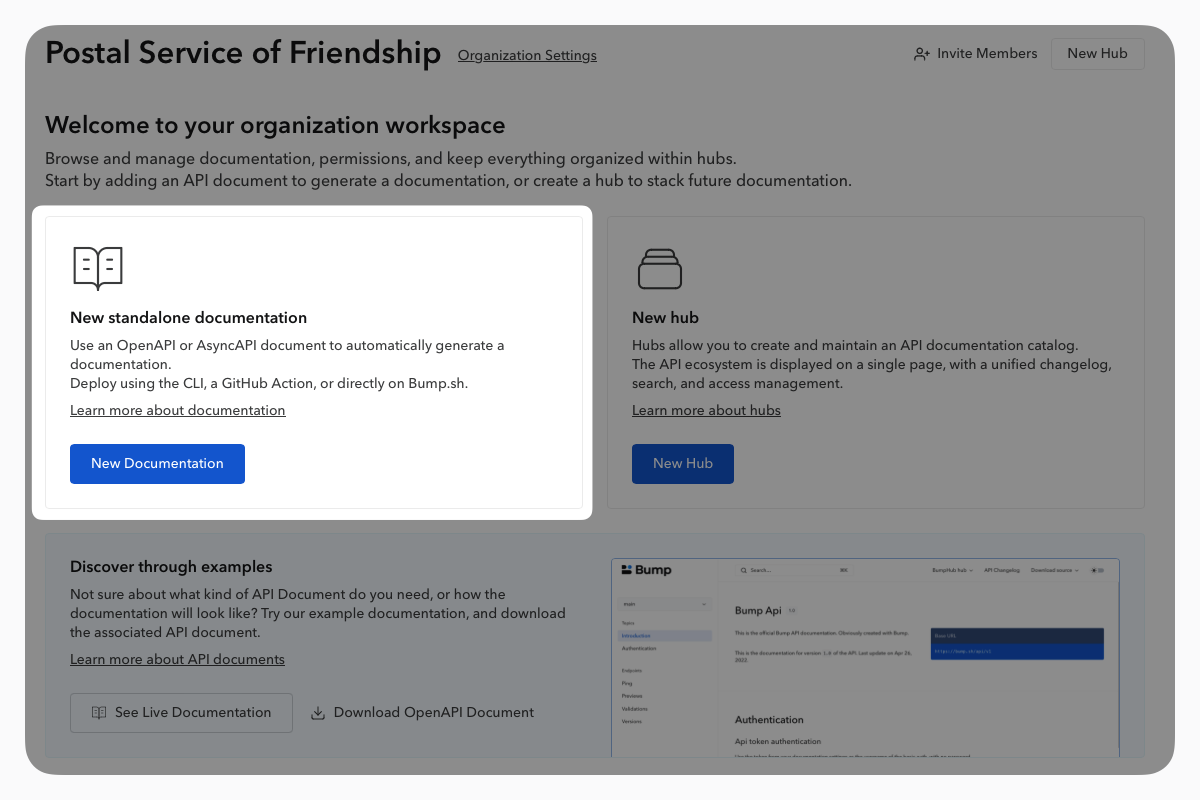 Postal Service of Friendship Organization Settings Invite Members New Hub
Welcome to your organization workspace
Browse and manage documentation, permissions, and keep everything organized within hubs.
Start by adding an API document to generate a documentation, or create a hub to stack future documentation.
New standalone documentation
Use an OpenAPI or AsyncAPI document to automatically generate a
documentation.
Deploy using the CLI, a GitHub Action, or directly on Bump.sh.
Learn more about documentation
New Documentation
New hub
Hubs allow you to create and maintain an API documentation catalog.
The API ecosystem is displayed on a single page, with a unified changelog,
search, and access management.
Learn more about hubs
New Hub
Discover through examples
Not sure about what kind of API Document do you need, or how the
documentation will look like? Try our example documentation, and download
the associated API document.
Learn more about API documents
See Live Documentation Download OpenAPI Document
Bump Search... ⌘K BumpHub hub API Changelog Download source
main
Topics
Introduction
Authentication
Endpoints
Ping
Previews
Validations
Versions
Bump Api 1.0
This is the official Bump API documentation. Obviously created with Bump.
This is the documentation for version 1.0 of the API. Last update on Apr 26,
2022.
Base URL
https://bump.sh/api/v1
Authentication
Api token authentication